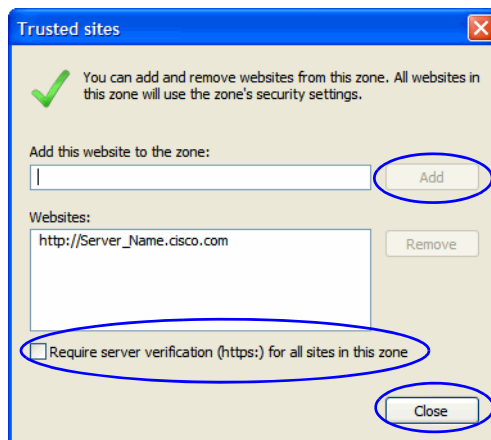 Trusted sites
You can add and remove websites from this zone. All websites in
this zone will use the zone's security settings.
Add this website to the zone:
Add
Websites:
http://Server_Name.cisco.com
Remove
Require server verification (https:) for all sites in this zone
Close